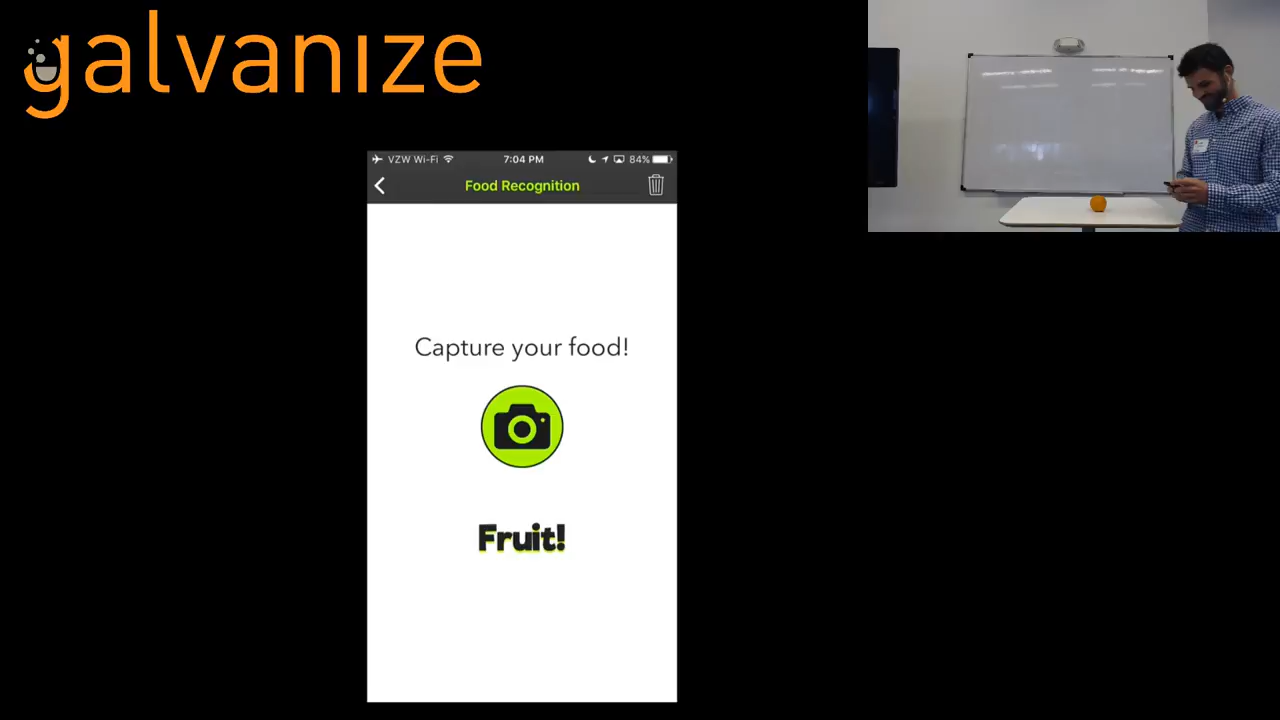 galvanize
VZW Wi-Fi 7:04 PM 84%
Food Recognition
Capture your food!
Fruit!